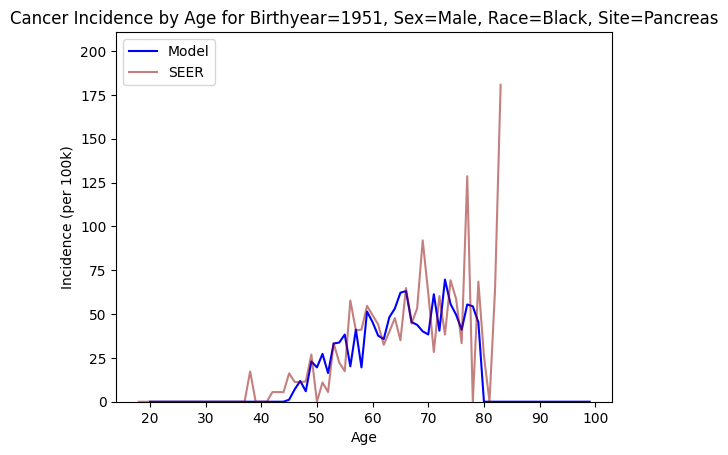 Cancer Incidence by Age for Birthyear=1951, Sex=Male, Race=Black, Site=Pancreas
Model
SEER
Incidence (per 100k)
200
175
150
125
100
75
50
25
0
20 30 40 50 60 70 80 90 100
Age